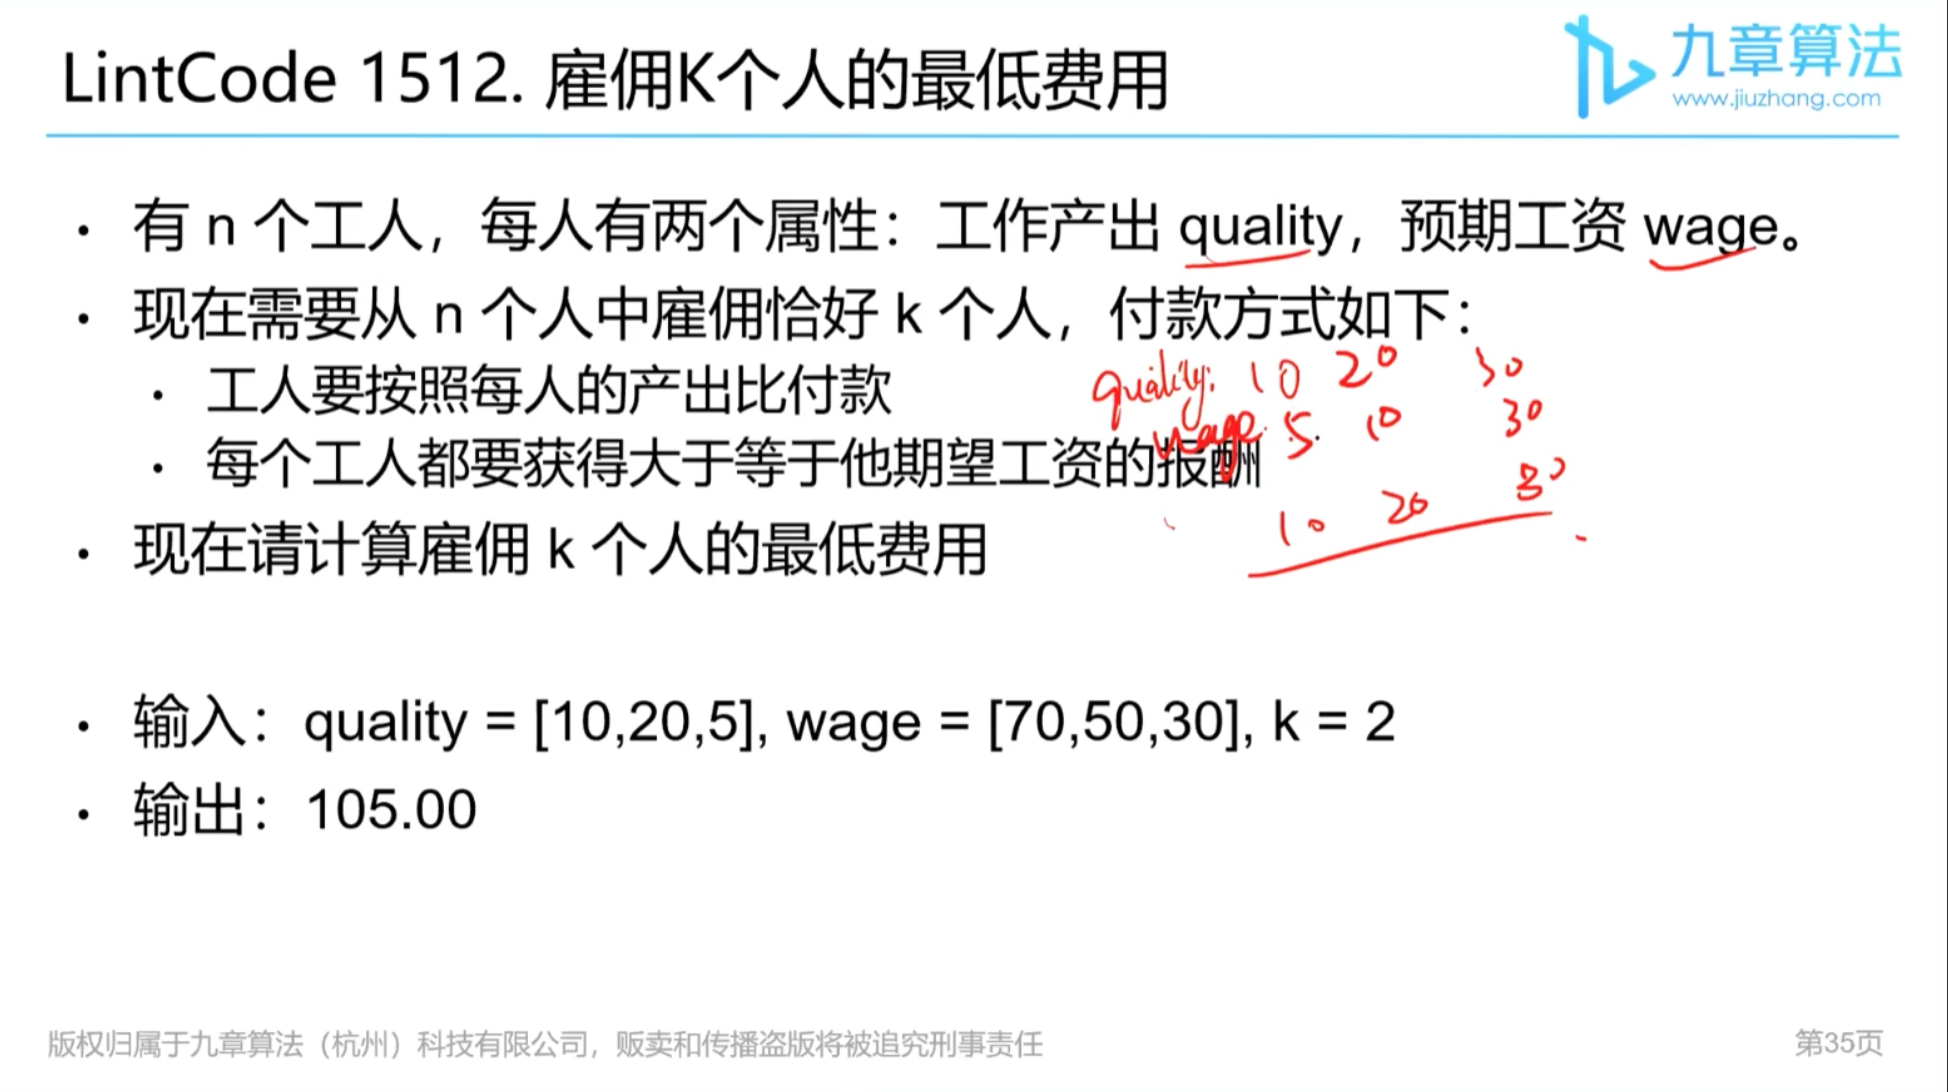 LintCode 1512. 雇佣K个人的最低费用
九章算法
www.jiuzhang.com
• 有 n 个工人，每人有两个属性：工作产出 quality，预期工资 wage。
• 现在需要从 n 个人中雇佣恰好 k 个人，付款方式如下：
• 工人要按照每人的产出比付款
quality: 10 20 30
wage: 5 10 30
• 每个工人都要获得大于等于他期望工资的报酬
10 20 30
• 现在请计算雇佣 k 个人的最低费用
• 输入：quality = [10,20,5], wage = [70,50,30], k = 2
• 输出：105.00
版权归属于九章算法（杭州）科技有限公司，贩卖和传播盗版将被追究刑事责任
第35页